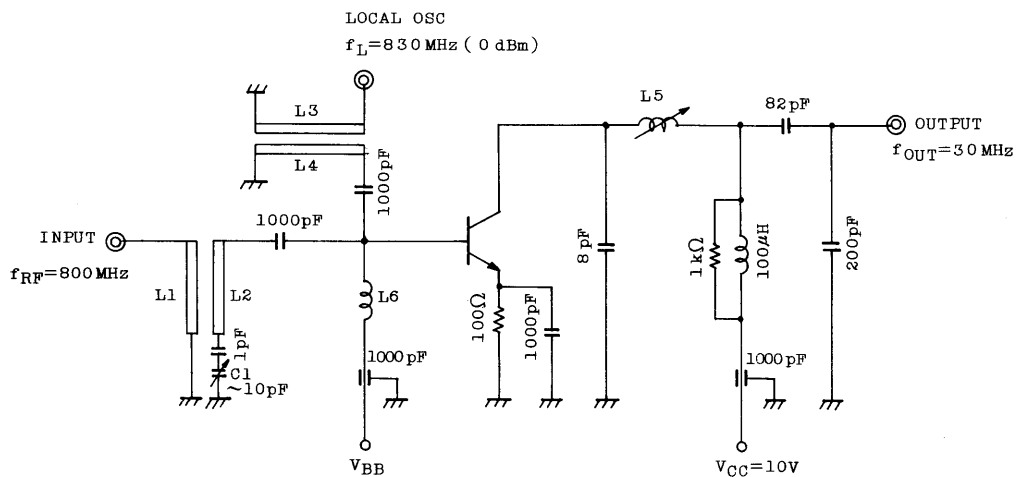 LOCAL OSC
fL=830MHz(0dBm)
L3
L4
1000pF
L5
82pF
OUTPUT
fOUT=30MHz
INPUT
fRF=800MHz
1000pF
L1
L2
1pF
C1
~10pF
L6
1000pF
VBB
100Ω
1000pF
8pF
1kΩ
100μH
200pF
1000pF
VCC=10V